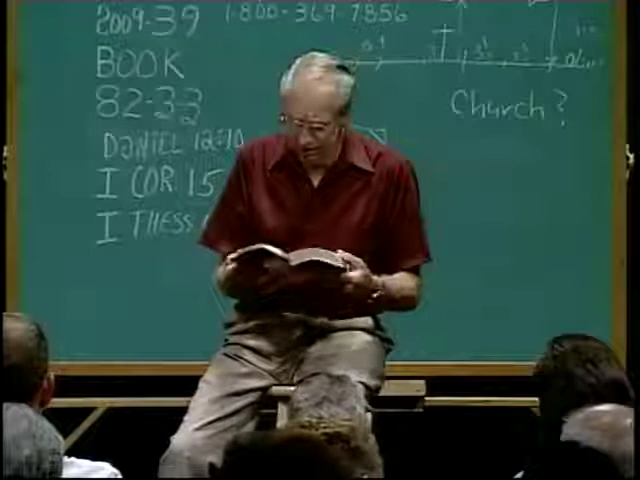 2009-39 1-800-369-7856
BOOK
82-33
Church?
DANIEL 12:10
I COR. 15
I THESS